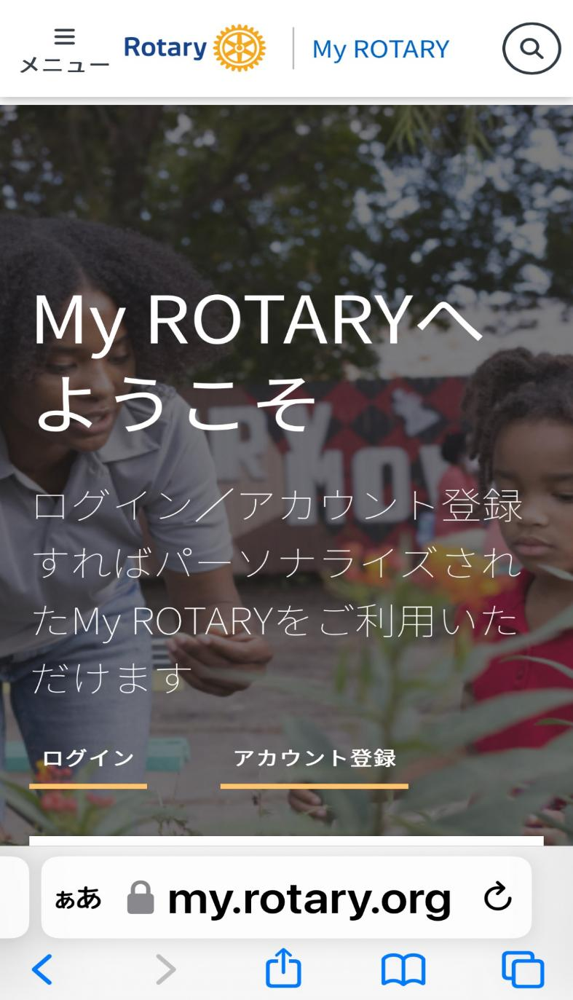 メニュー
Rotary
My ROTARY
My ROTARYへ
ようこそ
ログイン／アカウント登録
すればパーソナライズされ
たMy ROTARYをご利用いた
だけます
ログイン
アカウント登録
ぁあ
my.rotary.org